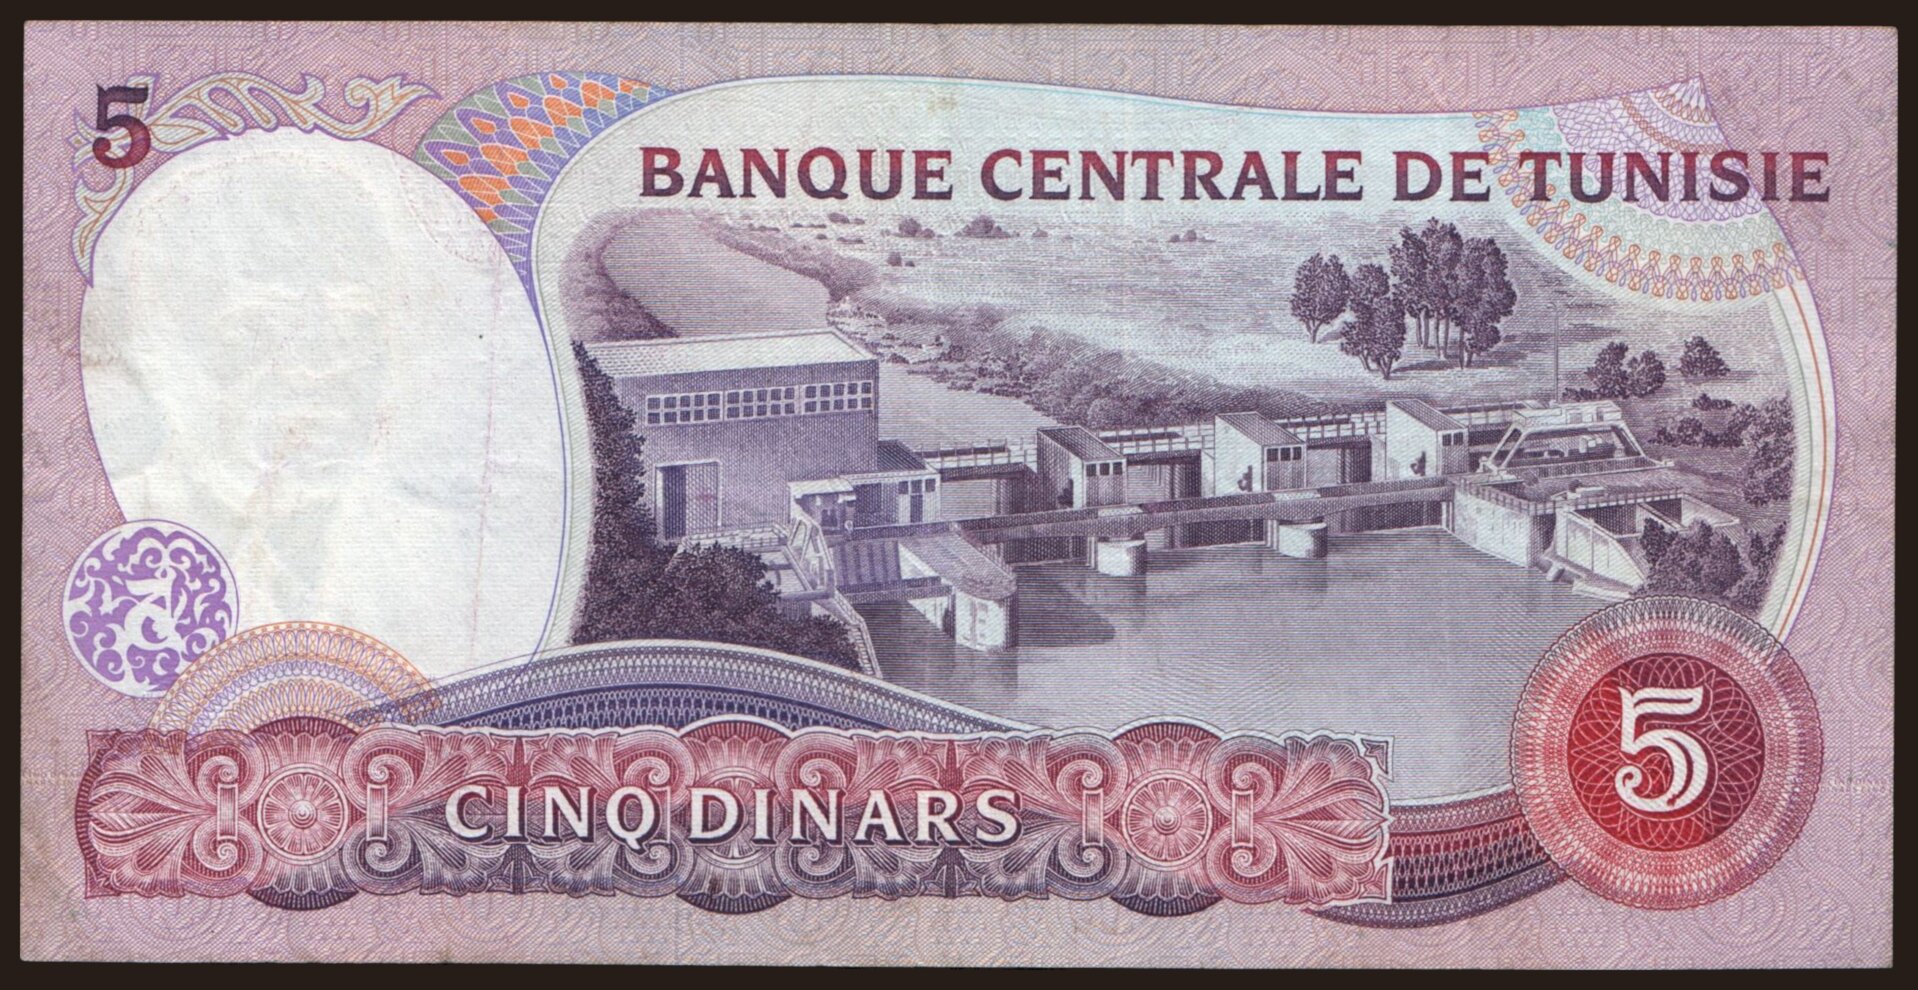 5
BANQUE CENTRALE DE TUNISIE
CINQ DINARS
5